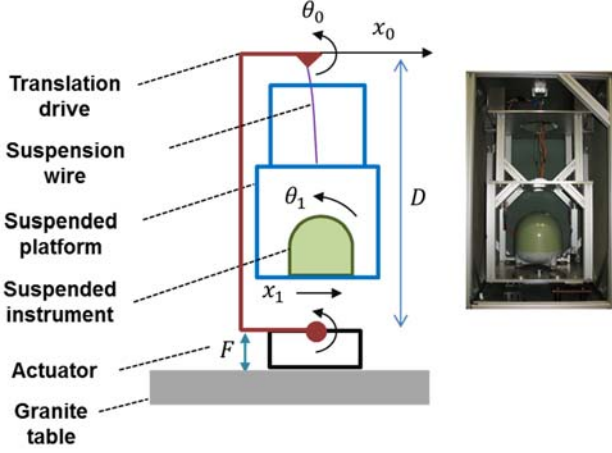 θ₀
x₀
Translation
drive
Suspension
wire
D
Suspended
platform
θ₁
Suspended
instrument
x₁
F
Actuator
Granite
table